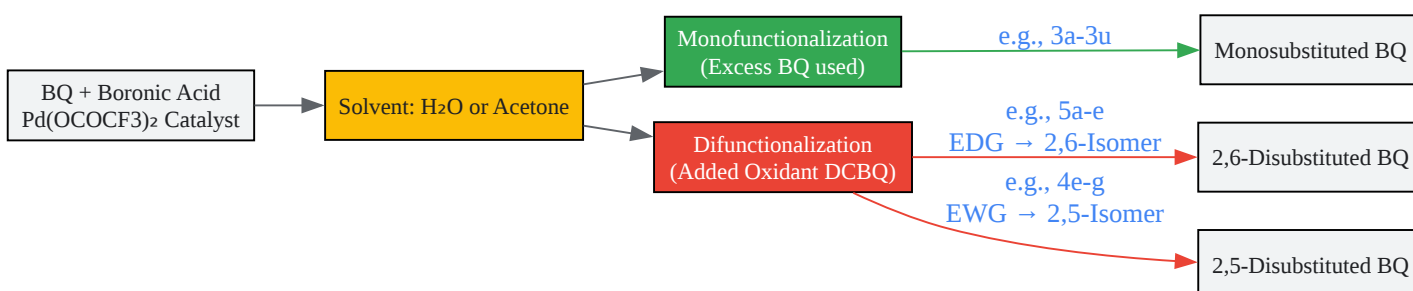 BQ + Boronic Acid
Pd(OCOCF3)₂ Catalyst
Solvent: H₂O or Acetone
Monofunctionalization
(Excess BQ used)
e.g., 3a-3u
Monosubstituted BQ
Difunctionalization
(Added Oxidant DCBQ)
e.g., 5a-e
EDG → 2,6-Isomer
2,6-Disubstituted BQ
e.g., 4e-g
EWG → 2,5-Isomer
2,5-Disubstituted BQ